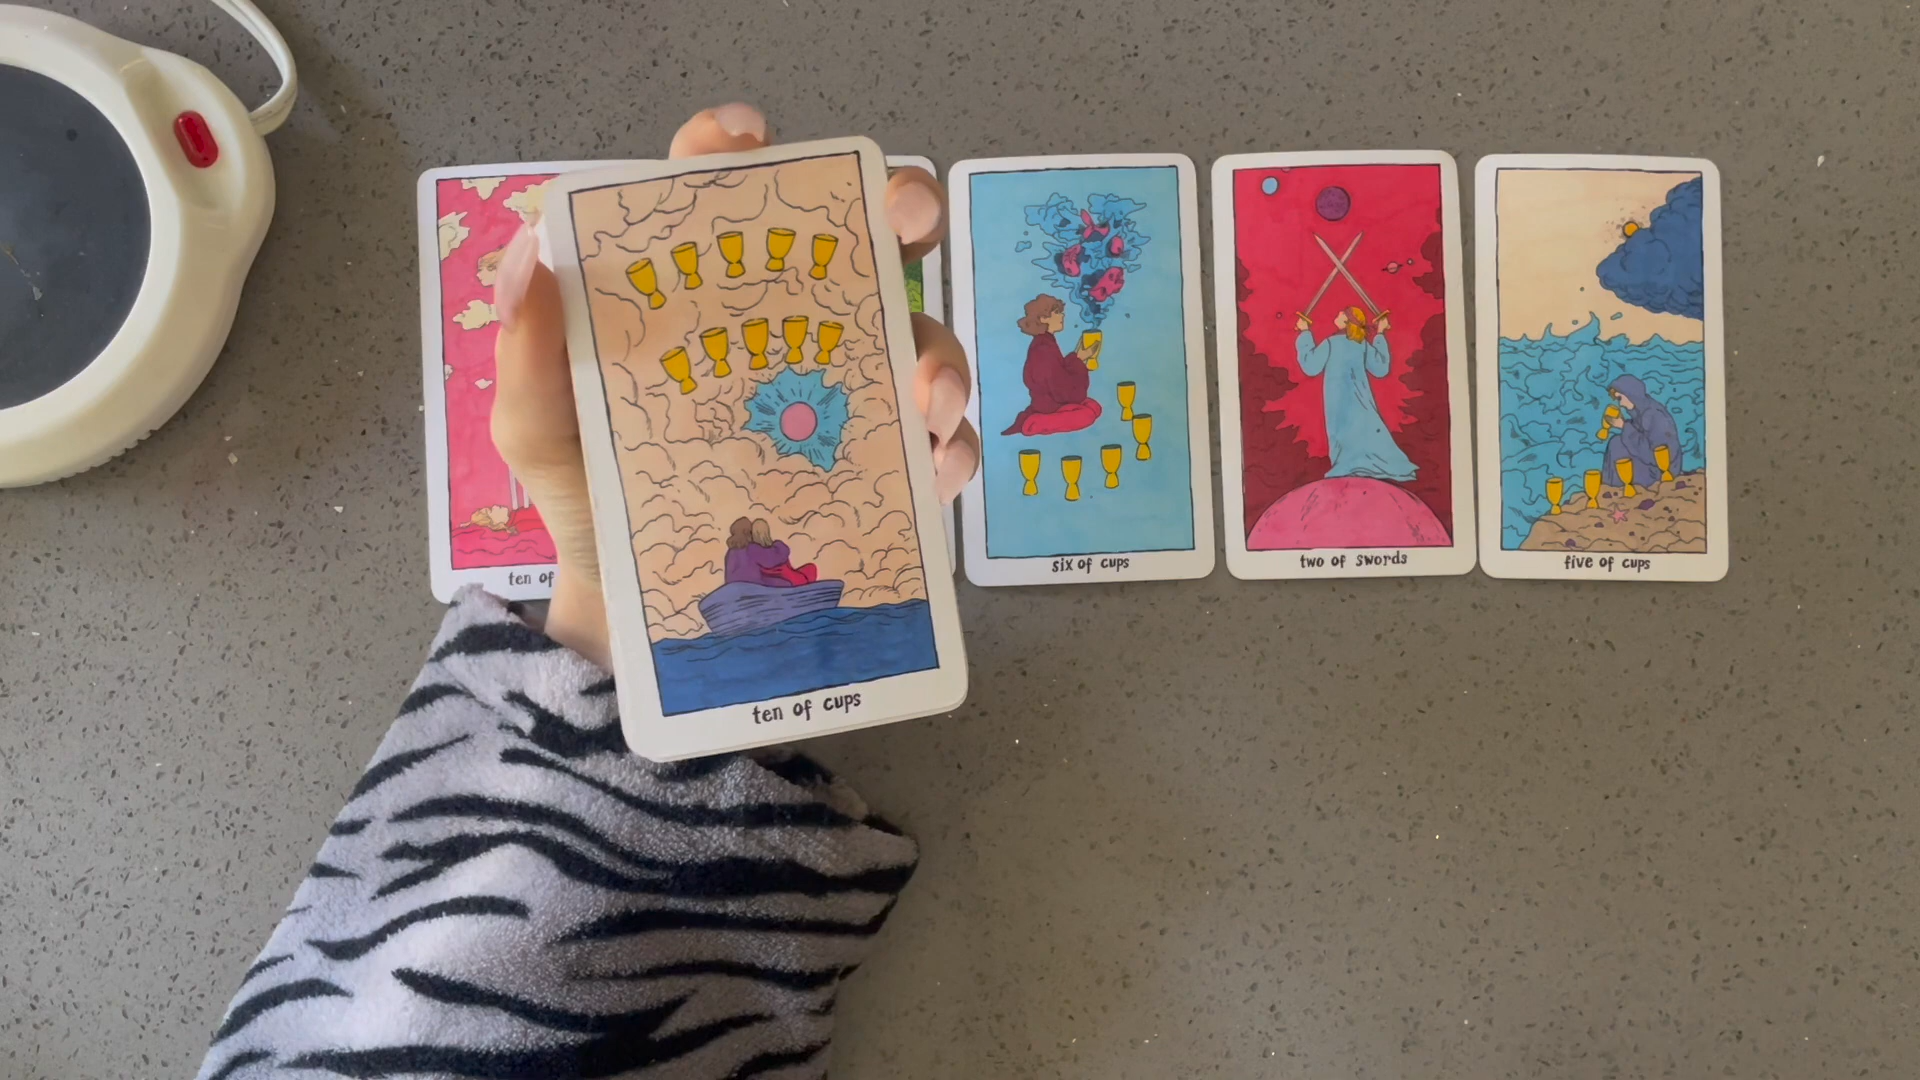 ten of
ten of cups
six of cups
two of swords
five of cups